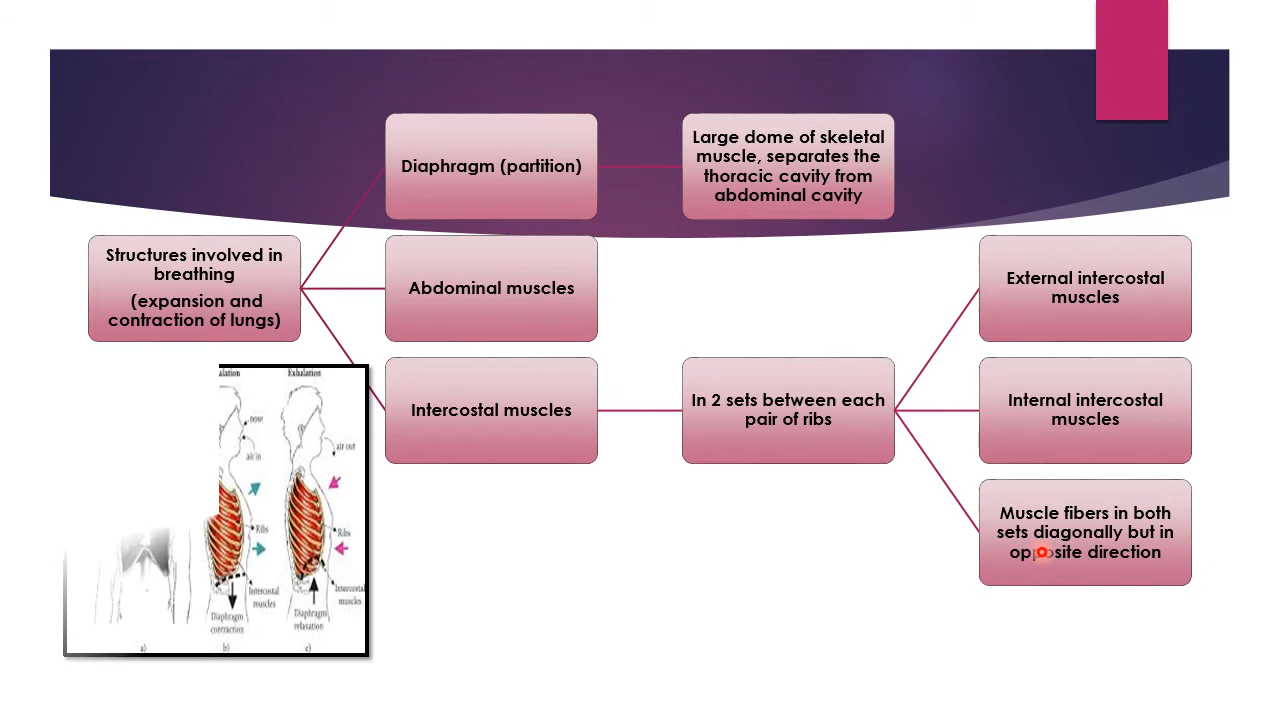 Diaphragm (partition)
Large dome of skeletal
muscle, separates the
thoracic cavity from
abdominal cavity
Structures involved in
breathing
(expansion and
contraction of lungs)
Abdominal muscles
External intercostal
muscles
Intercostal muscles
In 2 sets between each
pair of ribs
Internal intercostal
muscles
Muscle fibers in both
sets diagonally but in
opposite direction
alation
Exhalation
nose
air in
air out
Ribs
Ribs
Intercostal
muscles
Intercostal
muscles
Diaphragm
contraction
Diaphragm
relaxation
a)
b)
c)